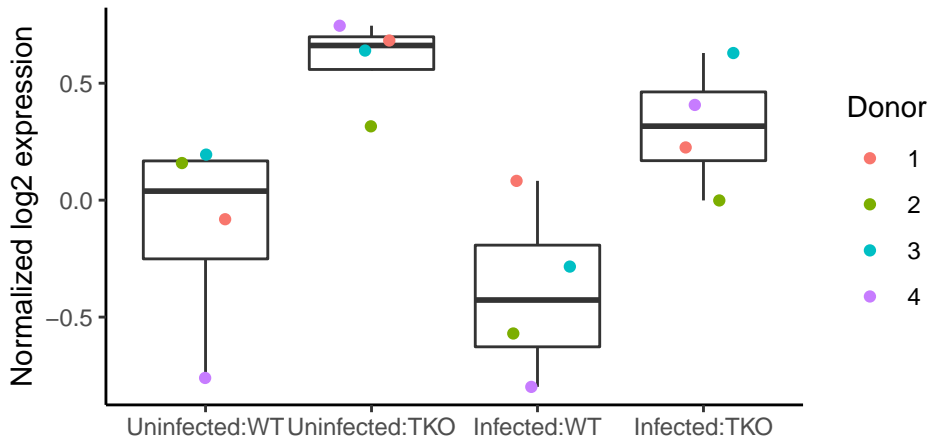 Normalized log2 expression
0.5
0.0
−0.5
Uninfected:WT
Uninfected:TKO
Infected:WT
Infected:TKO
Donor
1
2
3
4